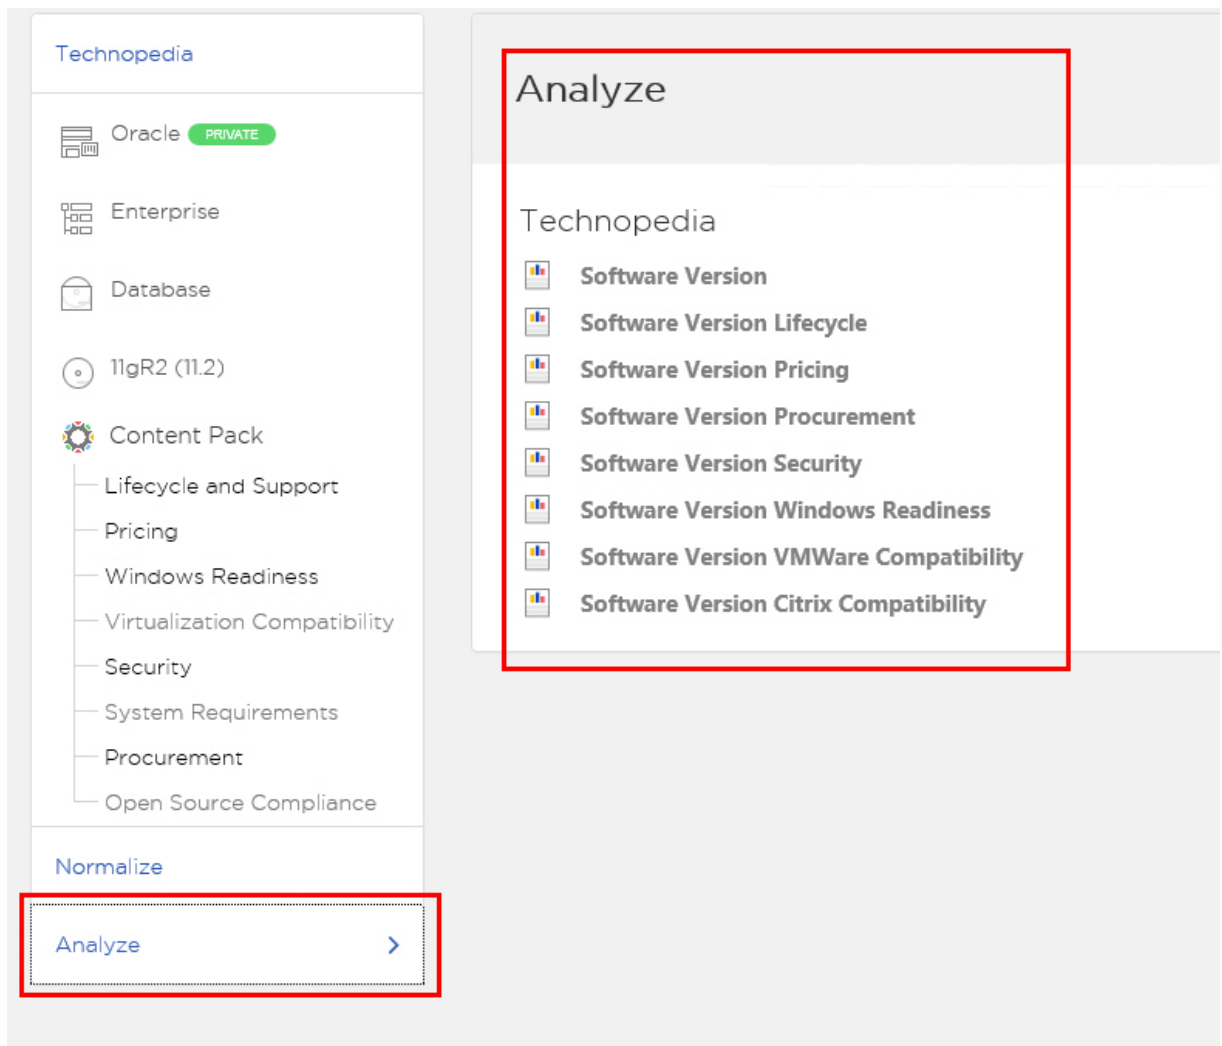 Technopedia
Oracle PRIVATE
Enterprise
Database
11gR2 (11.2)
Content Pack
Lifecycle and Support
Pricing
Windows Readiness
Virtualization Compatibility
Security
System Requirements
Procurement
Open Source Compliance
Normalize
Analyze
Analyze
Technopedia
Software Version
Software Version Lifecycle
Software Version Pricing
Software Version Procurement
Software Version Security
Software Version Windows Readiness
Software Version VMWare Compatibility
Software Version Citrix Compatibility